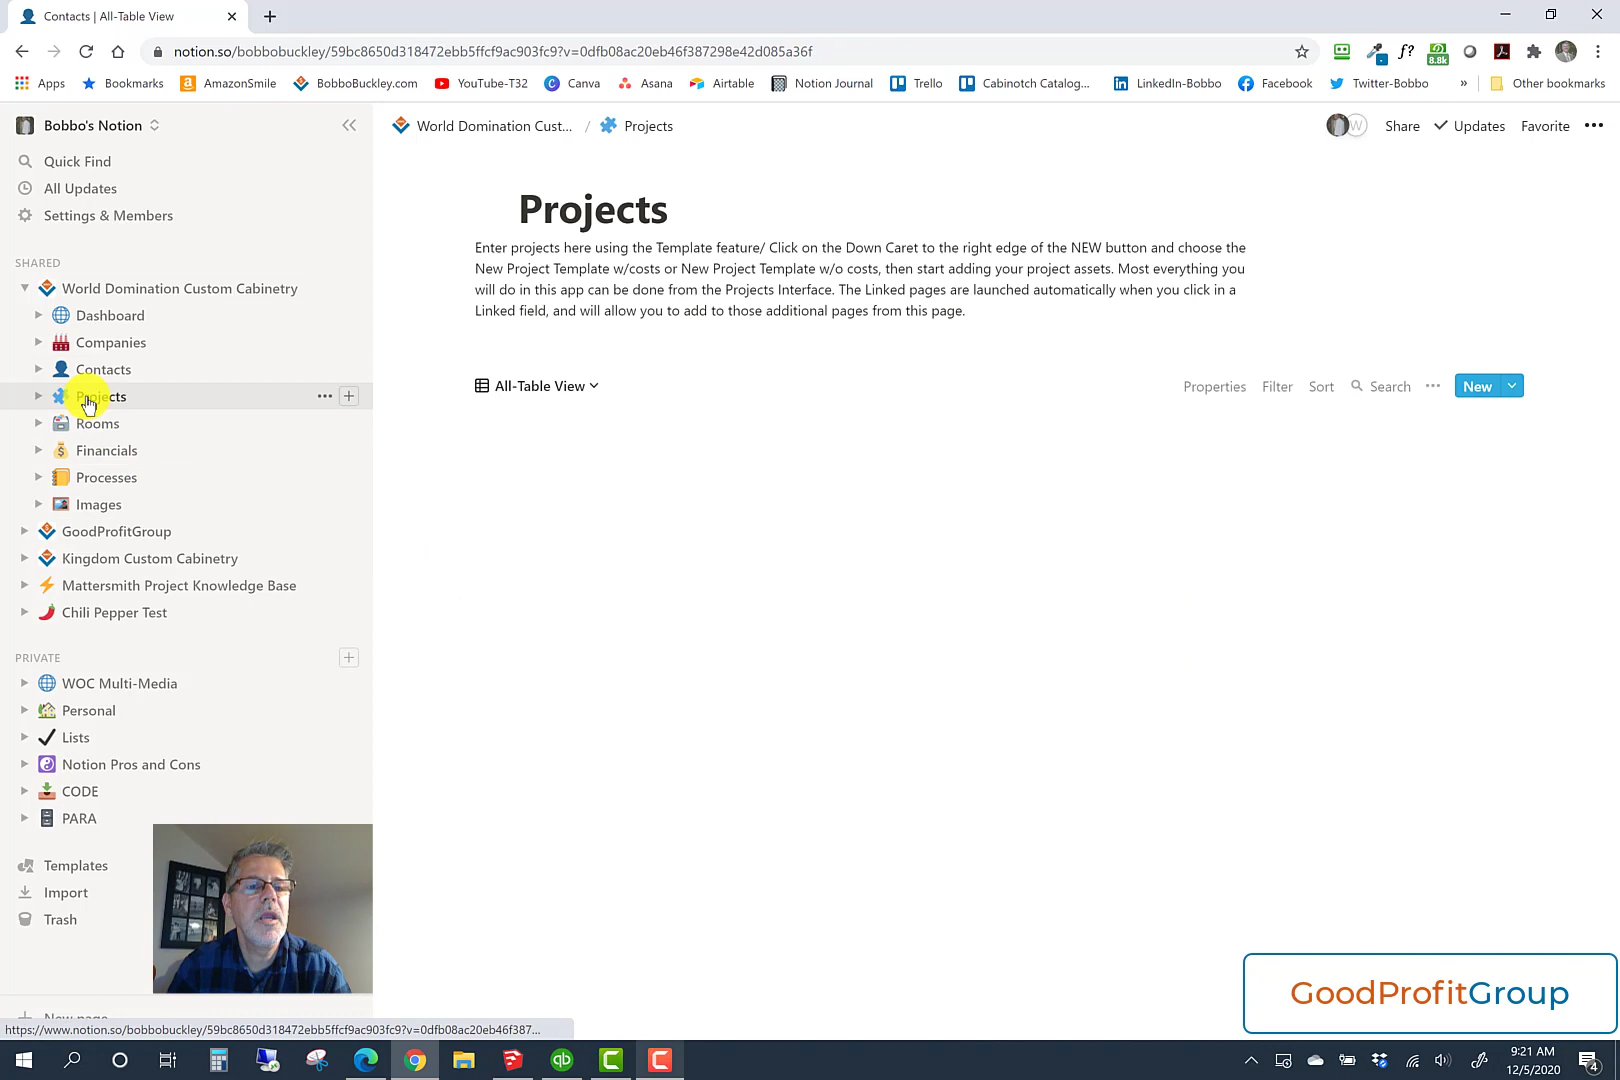 Contacts | All-Table View
notion.so/bobbobuckley/59bc8650d318472ebb5ffcf9ac903fc9?v=0dfb08ac20eb46f387298e42d085a36f
f?
8.8k
Apps
Bookmarks
AmazonSmile
BobboBuckley.com
YouTube-T32
Canva
Asana
Airtable
Notion Journal
Trello
Cabinotch Catalog...
LinkedIn-Bobbo
Facebook
Twitter-Bobbo
»
Other bookmarks
Bobbo's Notion
World Domination Cust... / Projects
W
Share
Updates
Favorite
Quick Find
All Updates
Settings & Members
SHARED
World Domination Custom Cabinetry
Dashboard
Companies
Contacts
Projects
Rooms
Financials
Processes
Images
GoodProfitGroup
Kingdom Custom Cabinetry
Mattersmith Project Knowledge Base
Chili Pepper Test
PRIVATE
WOC Multi-Media
Personal
Lists
Notion Pros and Cons
CODE
PARA
Templates
Import
Trash
New page
https://www.notion.so/bobbobuckley/59bc8650d318472ebb5ffcf9ac903fc9?v=0dfb08ac20eb46f387...
Projects
Enter projects here using the Template feature/ Click on the Down Caret to the right edge of the NEW button and choose the
New Project Template w/costs or New Project Template w/o costs, then start adding your project assets. Most everything you
will do in this app can be done from the Projects Interface. The Linked pages are launched automatically when you click in a
Linked field, and will allow you to add to those additional pages from this page.
All-Table View
Properties
Filter
Sort
Search
New
GoodProfitGroup
qb
C
C
9:21 AM
12/5/2020
4